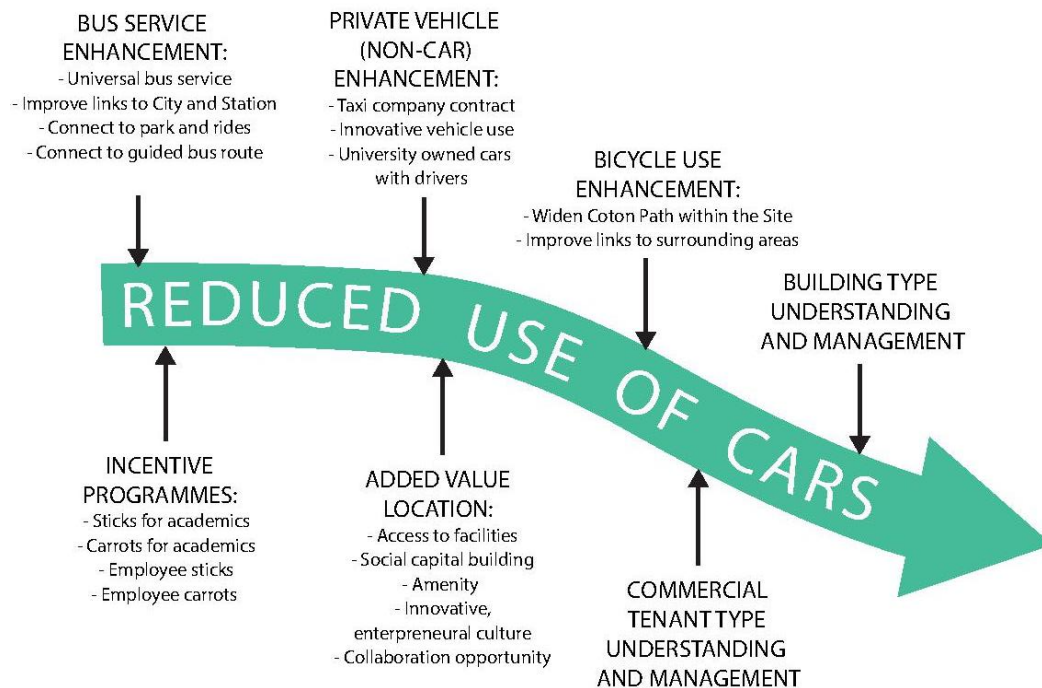 BUS SERVICE
ENHANCEMENT:
- Universal bus service
- Improve links to City and Station
- Connect to park and rides
- Connect to guided bus route
PRIVATE VEHICLE
(NON-CAR)
ENHANCEMENT:
- Taxi company contract
- Innovative vehicle use
- University owned cars
with drivers
BICYCLE USE
ENHANCEMENT:
- Widen Coton Path within the Site
- Improve links to surrounding areas
BUILDING TYPE
UNDERSTANDING
AND MANAGEMENT
REDUCED USE OF CARS
INCENTIVE
PROGRAMMES:
- Sticks for academics
- Carrots for academics
- Employee sticks
- Employee carrots
ADDED VALUE
LOCATION:
- Access to facilities
- Social capital building
- Amenity
- Innovative,
enterpreneural culture
- Collaboration opportunity
COMMERCIAL
TENANT TYPE
UNDERSTANDING
AND MANAGEMENT